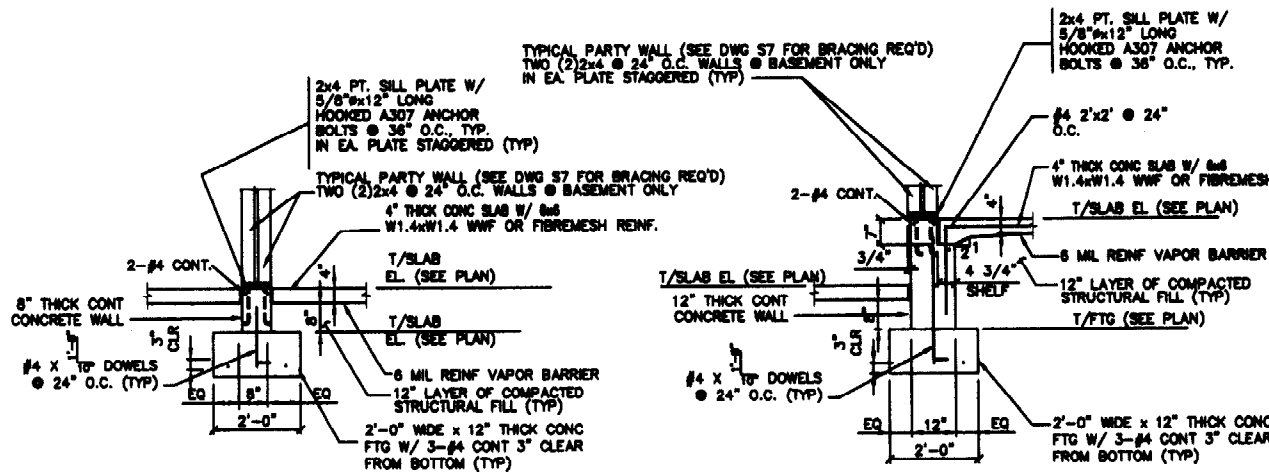 2x4 PT. SILL PLATE W/
5/8"øx12" LONG
HOOKED A307 ANCHOR
BOLTS @ 36" O.C., TYP.
IN EA. PLATE STAGGERED (TYP)
TYPICAL PARTY WALL (SEE DWG S7 FOR BRACING REQ'D)
TWO (2)2x4 @ 24" O.C. WALLS @ BASEMENT ONLY
4" THICK CONC SLAB W/ 6x6
W1.4xW1.4 WWF OR FIBREMESH REINF.
T/SLAB
EL. (SEE PLAN)
2-#4 CONT.
4"
8" THICK CONT
CONCRETE WALL
8"
T/SLAB
EL. (SEE PLAN)
3"
CLR
#4 X
10" DOWELS
@ 24" O.C. (TYP)
6 MIL REINF VAPOR BARRIER
12" LAYER OF COMPACTED
STRUCTURAL FILL (TYP)
EQ
8"
EQ
2'-0"
2'-0" WIDE x 12" THICK CONC
FTG W/ 3-#4 CONT 3" CLEAR
FROM BOTTOM (TYP)
TYPICAL PARTY WALL (SEE DWG S7 FOR BRACING REQ'D)
TWO (2)2x4 @ 24" O.C. WALLS @ BASEMENT ONLY
IN EA. PLATE STAGGERED (TYP)
2x4 PT. SILL PLATE W/
5/8"øx12" LONG
HOOKED A307 ANCHOR
BOLTS @ 36" O.C., TYP.
#4 2'x2' @ 24"
O.C.
4" THICK CONC SLAB W/ 6x6
W1.4xW1.4 WWF OR FIBREMESH
2-#4 CONT.
4"
T/SLAB EL (SEE PLAN)
7"
2
1
6 MIL REINF VAPOR BARRIER
3/4"
4 3/4"
SHELF
T/SLAB EL (SEE PLAN)
12" LAYER OF COMPACTED
STRUCTURAL FILL (TYP)
12" THICK CONT
CONCRETE WALL
8"
T/FTG (SEE PLAN)
3"
CLR
#4 X
10" DOWELS
@ 24" O.C. (TYP)
EQ
12"
EQ
2'-0"
2'-0" WIDE x 12" THICK CONC
FTG W/ 3-#4 CONT 3" CLEAR
FROM BOTTOM (TYP)